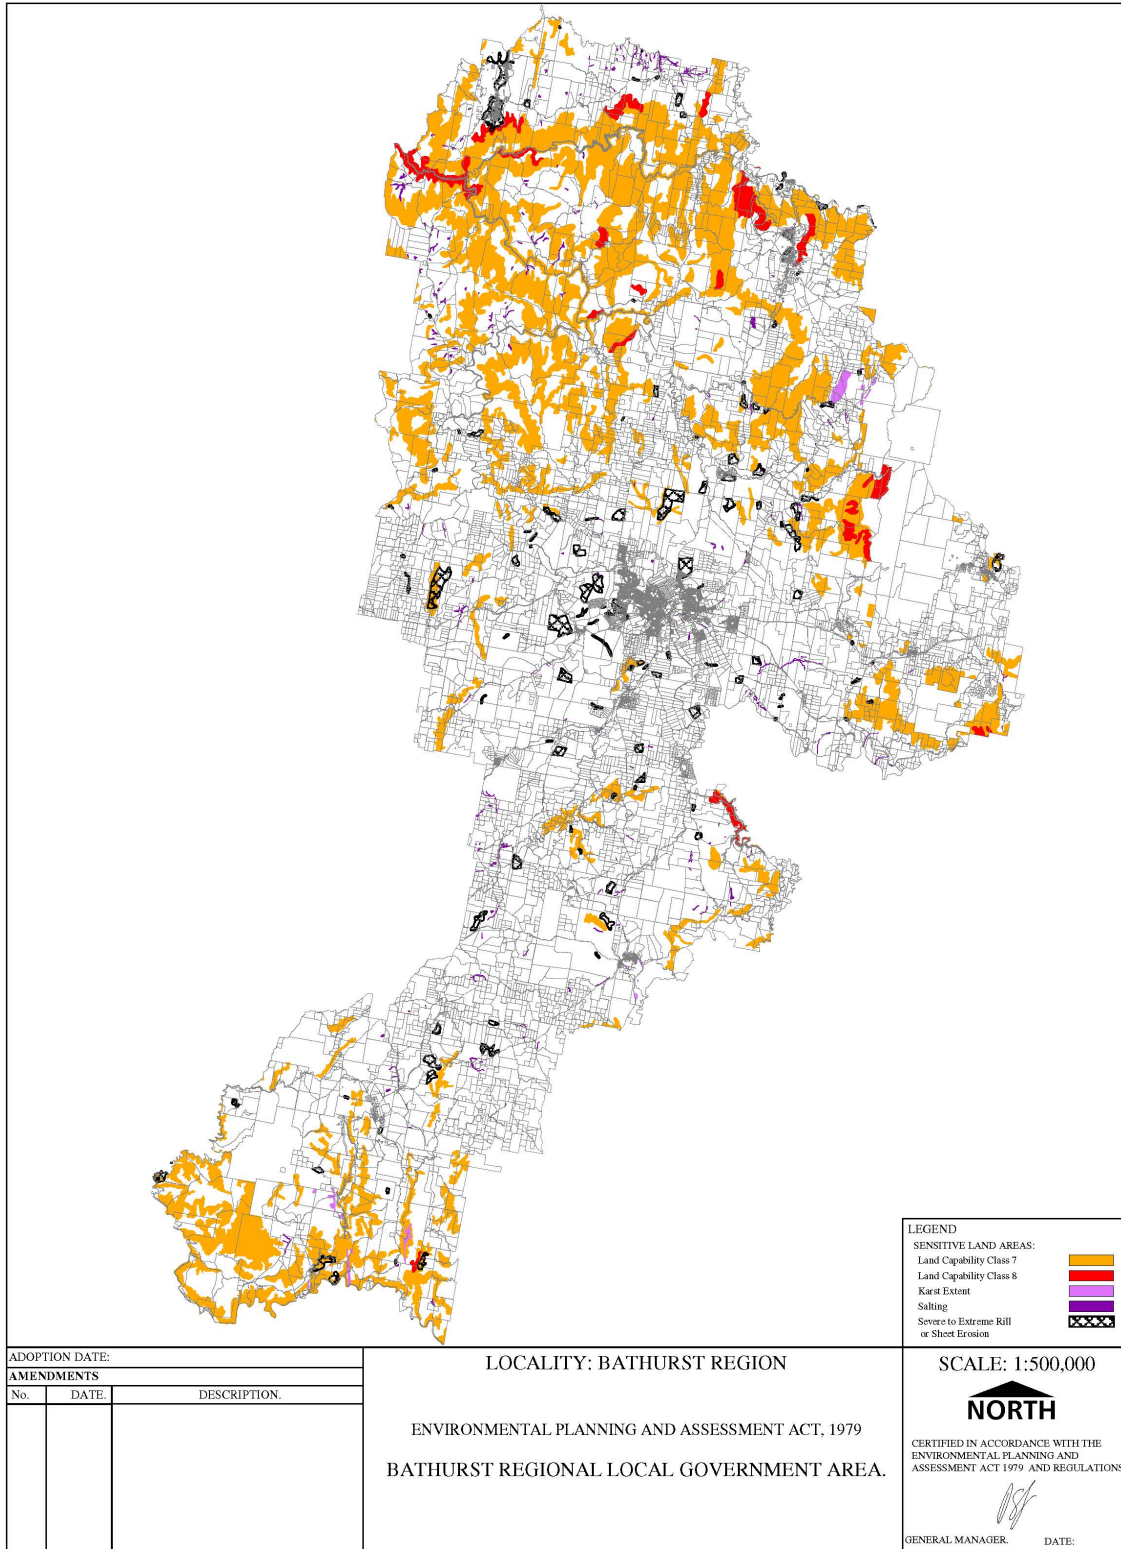 LEGEND
SENSITIVE LAND AREAS:
Land Capability Class 7
Land Capability Class 8
Karst Extent
Salting
Severe to Extreme Rill
or Sheet Erosion
ADOPTION DATE:
AMENDMENTS
No. DATE. DESCRIPTION.
LOCALITY: BATHURST REGION
ENVIRONMENTAL PLANNING AND ASSESSMENT ACT, 1979
BATHURST REGIONAL LOCAL GOVERNMENT AREA.
SCALE: 1:500,000
NORTH
CERTIFIED IN ACCORDANCE WITH THE
ENVIRONMENTAL PLANNING AND
ASSESSMENT ACT 1979 AND REGULATIONS
GENERAL MANAGER. DATE: